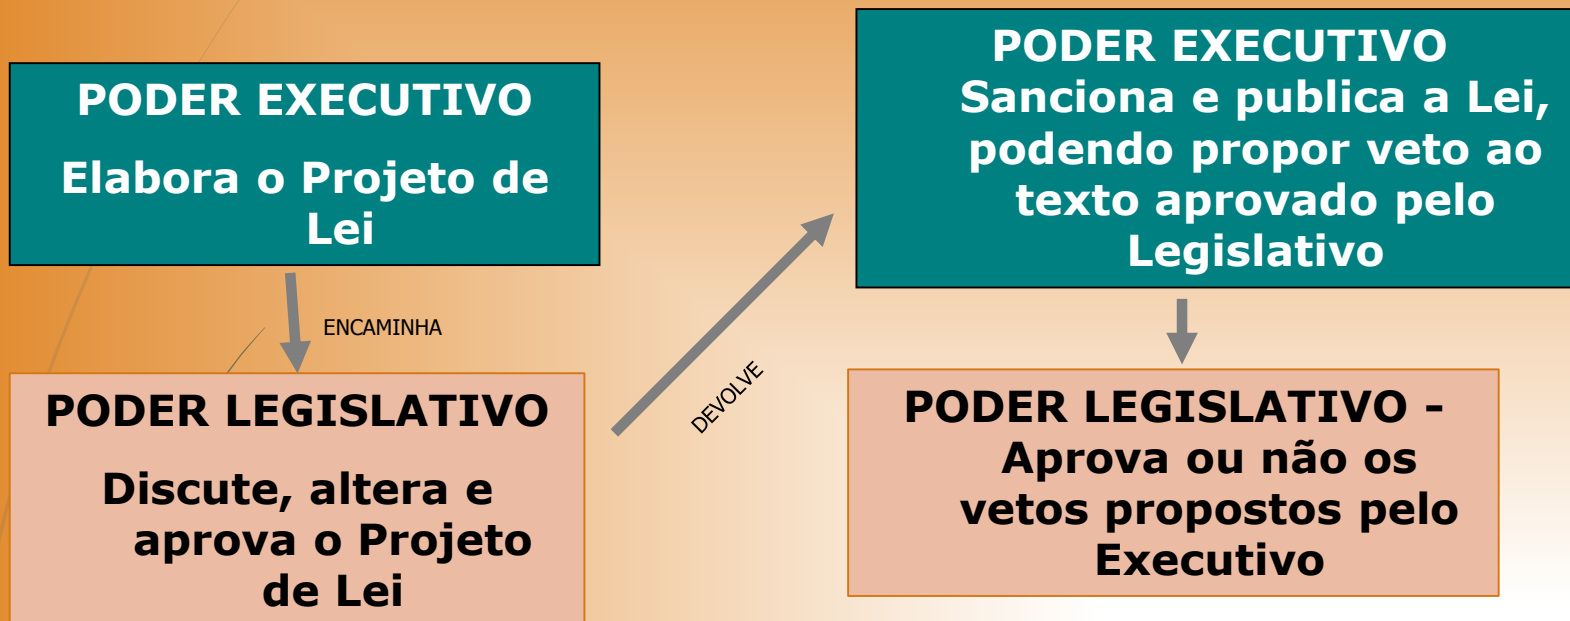 PODER EXECUTIVO
Elabora o Projeto de
Lei
ENCAMINHA
PODER LEGISLATIVO
Discute, altera e
aprova o Projeto
de Lei
DEVOLVE
PODER EXECUTIVO
Sanciona e publica a Lei,
podendo propor veto ao
texto aprovado pelo
Legislativo
PODER LEGISLATIVO -
Aprova ou não os
vetos propostos pelo
Executivo